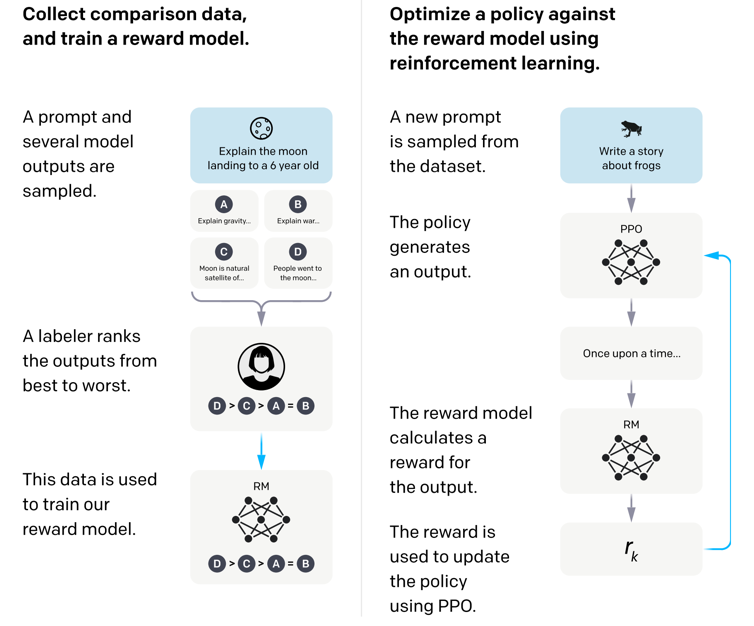 Collect comparison data,
and train a reward model.
A prompt and
several model
outputs are
sampled.
Explain the moon
landing to a 6 year old
A
Explain gravity...
B
Explain war...
C
Moon is natural
satellite of...
D
People went to
the moon...
A labeler ranks
the outputs from
best to worst.
D > C > A = B
This data is used
to train our
reward model.
RM
D > C > A = B
Optimize a policy against
the reward model using
reinforcement learning.
A new prompt
is sampled from
the dataset.
Write a story
about frogs
The policy
generates
an output.
PPO
Once upon a time...
The reward model
calculates a
reward for
the output.
RM
The reward is
used to update
the policy
using PPO.
rk